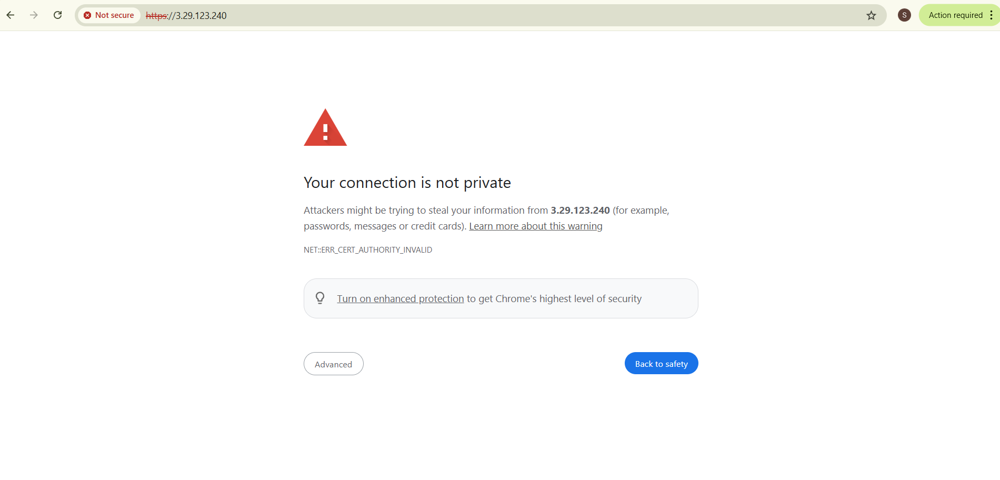 Not secure https://3.29.123.240 S Action required
Your connection is not private
Attackers might be trying to steal your information from 3.29.123.240 (for example,
passwords, messages or credit cards). Learn more about this warning
NET::ERR_CERT_AUTHORITY_INVALID
Turn on enhanced protection to get Chrome's highest level of security
Advanced Back to safety